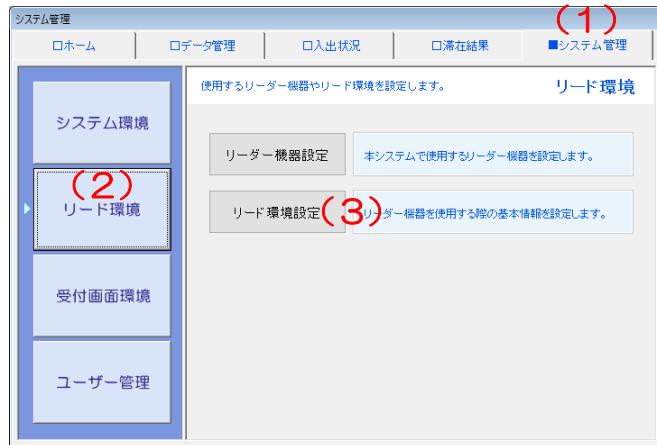 システム管理
(1)
□ホーム
□データ管理
□入出状況
□滞在結果
■システム管理
使用するリーダー機器やリード環境を設定します。
リード環境
システム環境
(2)
リード環境
受付画面環境
ユーザー管理
リーダー機器設定
本システムで使用するリーダー機器を設定します。
リード環境設定
(3)
リーダー機器を使用する際の基本情報を設定します。